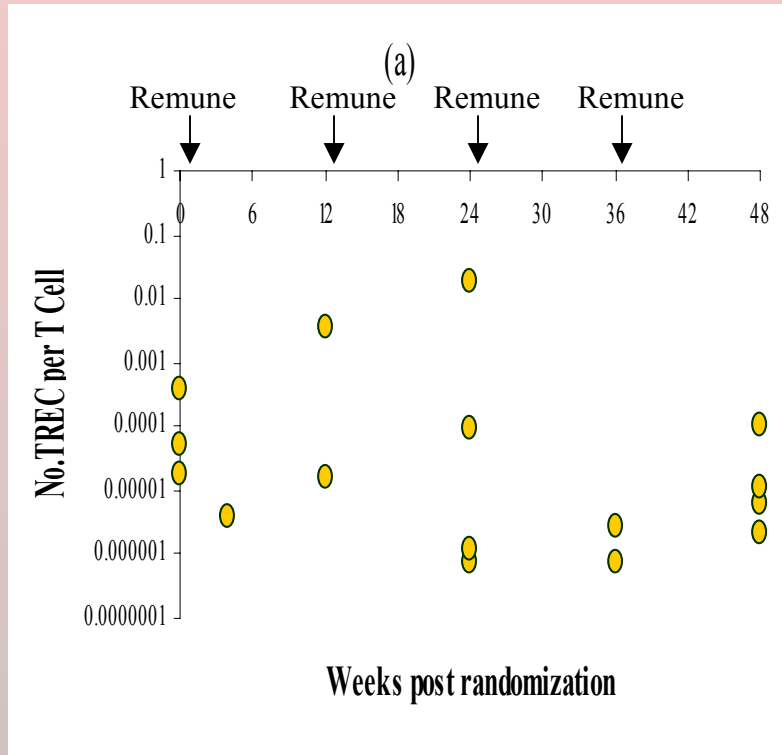 (a)
Remune Remune Remune Remune
1
0 6 12 18 24 30 36 42 48
0.1
0.01
0.001
0.0001
0.00001
0.000001
0.0000001
No.TREC per T Cell
Weeks post randomization